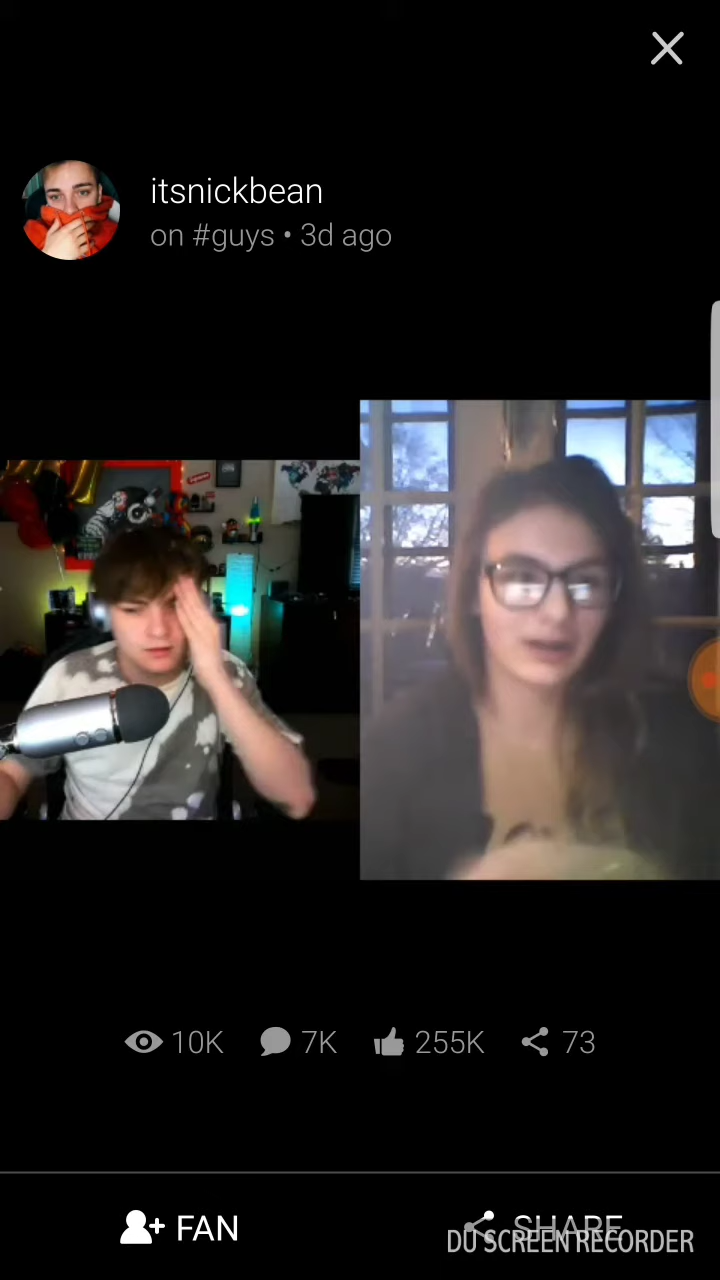 itsnickbean
on #guys • 3d ago
10K 7K 255K 73
FAN SHARE
DU SCREEN RECORDER